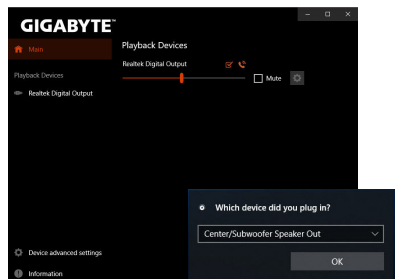 GIGABYTE™
Main
Playback Devices
Realtek Digital Output
Playback Devices
Realtek Digital Output
Mute
Which device did you plug in?
Center/Subwoofer Speaker Out
OK
Device advanced settings
Information